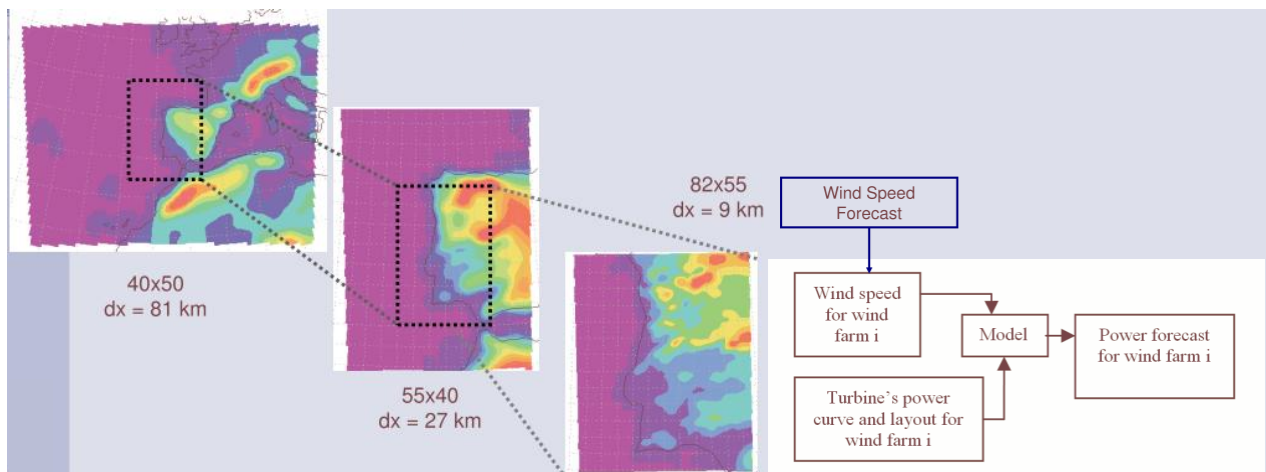 40x50
dx = 81 km
55x40
dx = 27 km
82x55
dx = 9 km
Wind Speed
Forecast
Wind speed
for wind
farm i
Model
Power forecast
for wind farm i
Turbine's power
curve and layout for
wind farm i